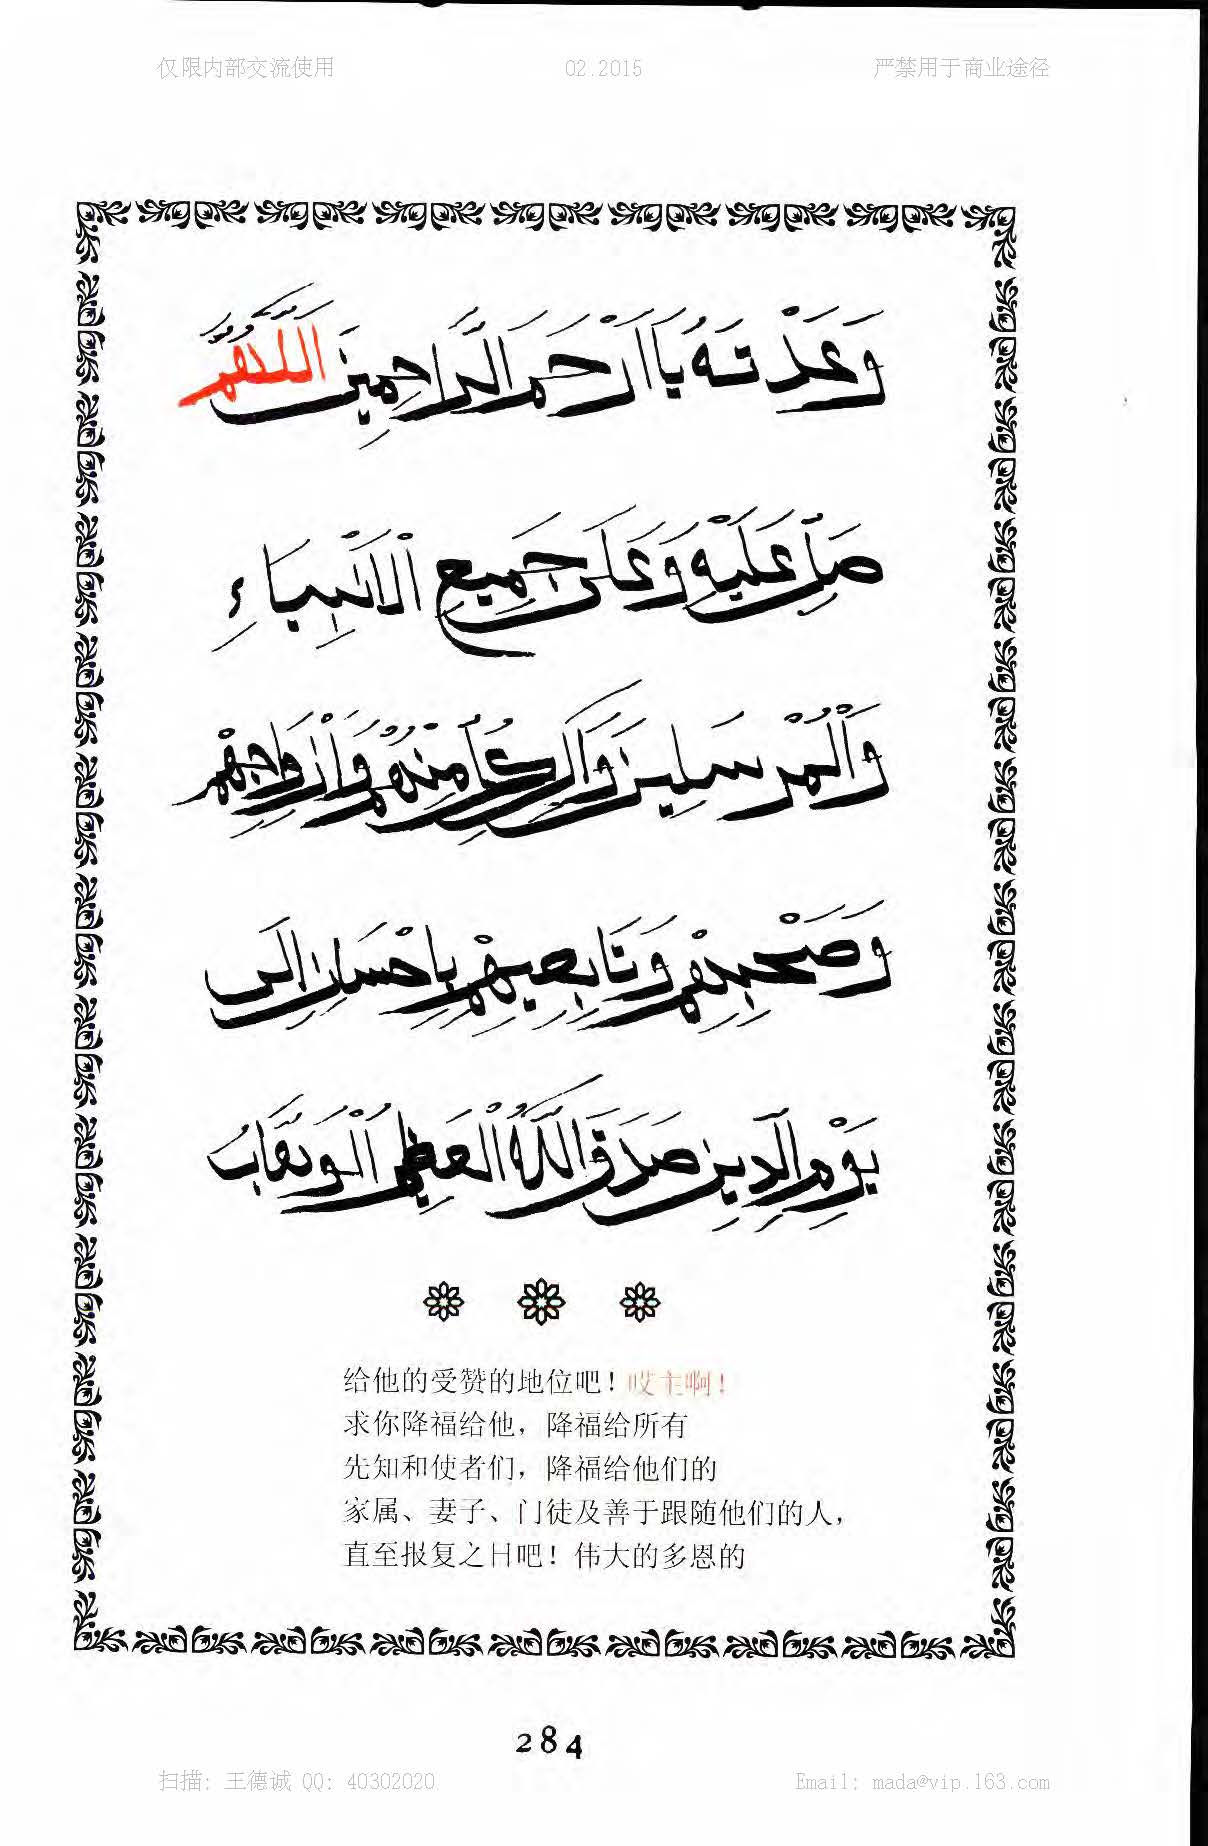 仅限内部交流使用 02.2015 严禁用于商业途径
وَعَدْتَهُ يَا اَرْحَمَ الرَّاحِمِينَ اَللَّهُمَّ
صَلِّ عَلَيْهِ وَعَلَى جَمِيعِ الْاَنْبِيَاءِ
وَالْمُرْسَلِينَ وَآلِ كُلٍّ مِنْهُمْ وَاَزْوَاجِهِمْ
وَصَحْبِهِمْ وَتَابِعِيهِمْ بِاِحْسَانٍ اِلَى
يَوْمِ الدِّينِ صَدَقَ اللَّهُ الْعَظِيمُ الْوَهَّابُ
给他的受赞的地位吧！哎主啊！
求你降福给他，降福给所有
先知和使者们，降福给他们的
家属、妻子、门徒及善于跟随他们的人，
直至报复之日吧！伟大的多恩的
284
扫描: 王德诚 QQ: 40302020 Email: mada@vip.163.com